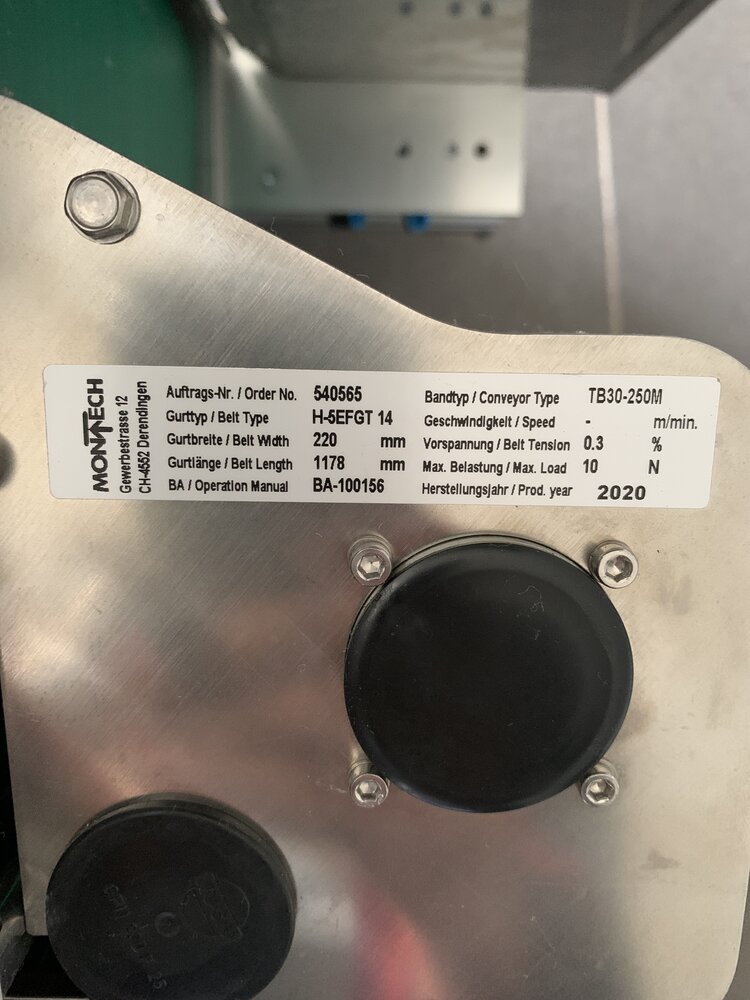 MONTECH
Gewerbestrasse 12
CH-4552 Derendingen
Auftrags-Nr. / Order No. 540565
Gurttyp / Belt Type H-5EFGT 14
Gurtbreite / Belt Width 220 mm
Gurtlänge / Belt Length 1178 mm
BA / Operation Manual BA-100156
Bandtyp / Conveyor Type TB30-250M
Geschwindigkeit / Speed - m/min.
Vorspannung / Belt Tension 0.3 %
Max. Belastung / Max. Load 10 N
Herstellungsjahr / Prod. year 2020